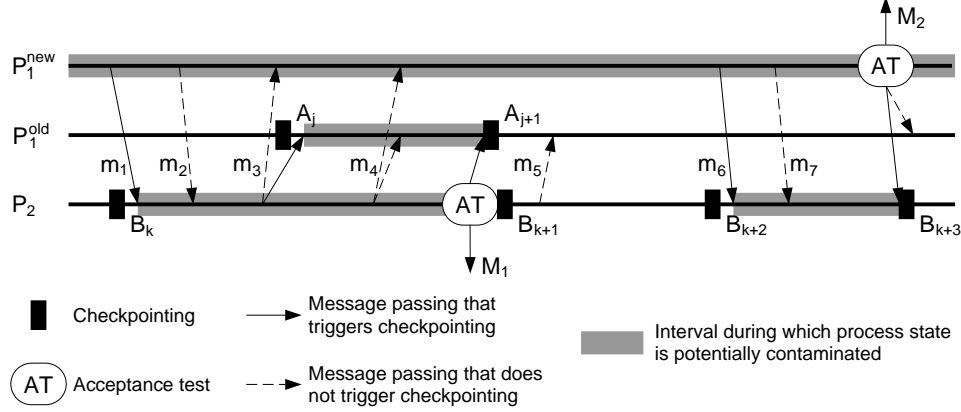 M₂
P₁ⁿᵉʷ
AT
Aⱼ
Aⱼ₊₁
P₁ᵒˡᵈ
m₁
m₂
m₃
m₄
m₅
m₆
m₇
P₂
AT
Bₖ
Bₖ₊₁
Bₖ₊₂
Bₖ₊₃
M₁
Checkpointing
Message passing that
triggers checkpointing
Interval during which process state
is potentially contaminated
AT
Acceptance test
Message passing that does
not trigger checkpointing